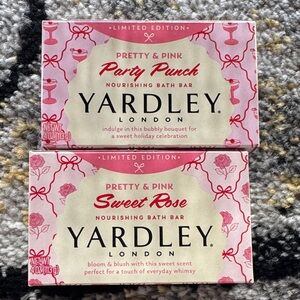 •LIMITED EDITION•
PRETTY & PINK
Party Punch
NOURISHING BATH BAR
YARDLEY®
LONDON
indulge in this bubbly bouquet for
a sweet holiday celebration
•LIMITED EDITION•
PRETTY & PINK
Sweet Rose
NOURISHING BATH BAR
YARDLEY®
LONDON
bloom & blush with this sweet scent
perfect for a touch of everyday whimsy